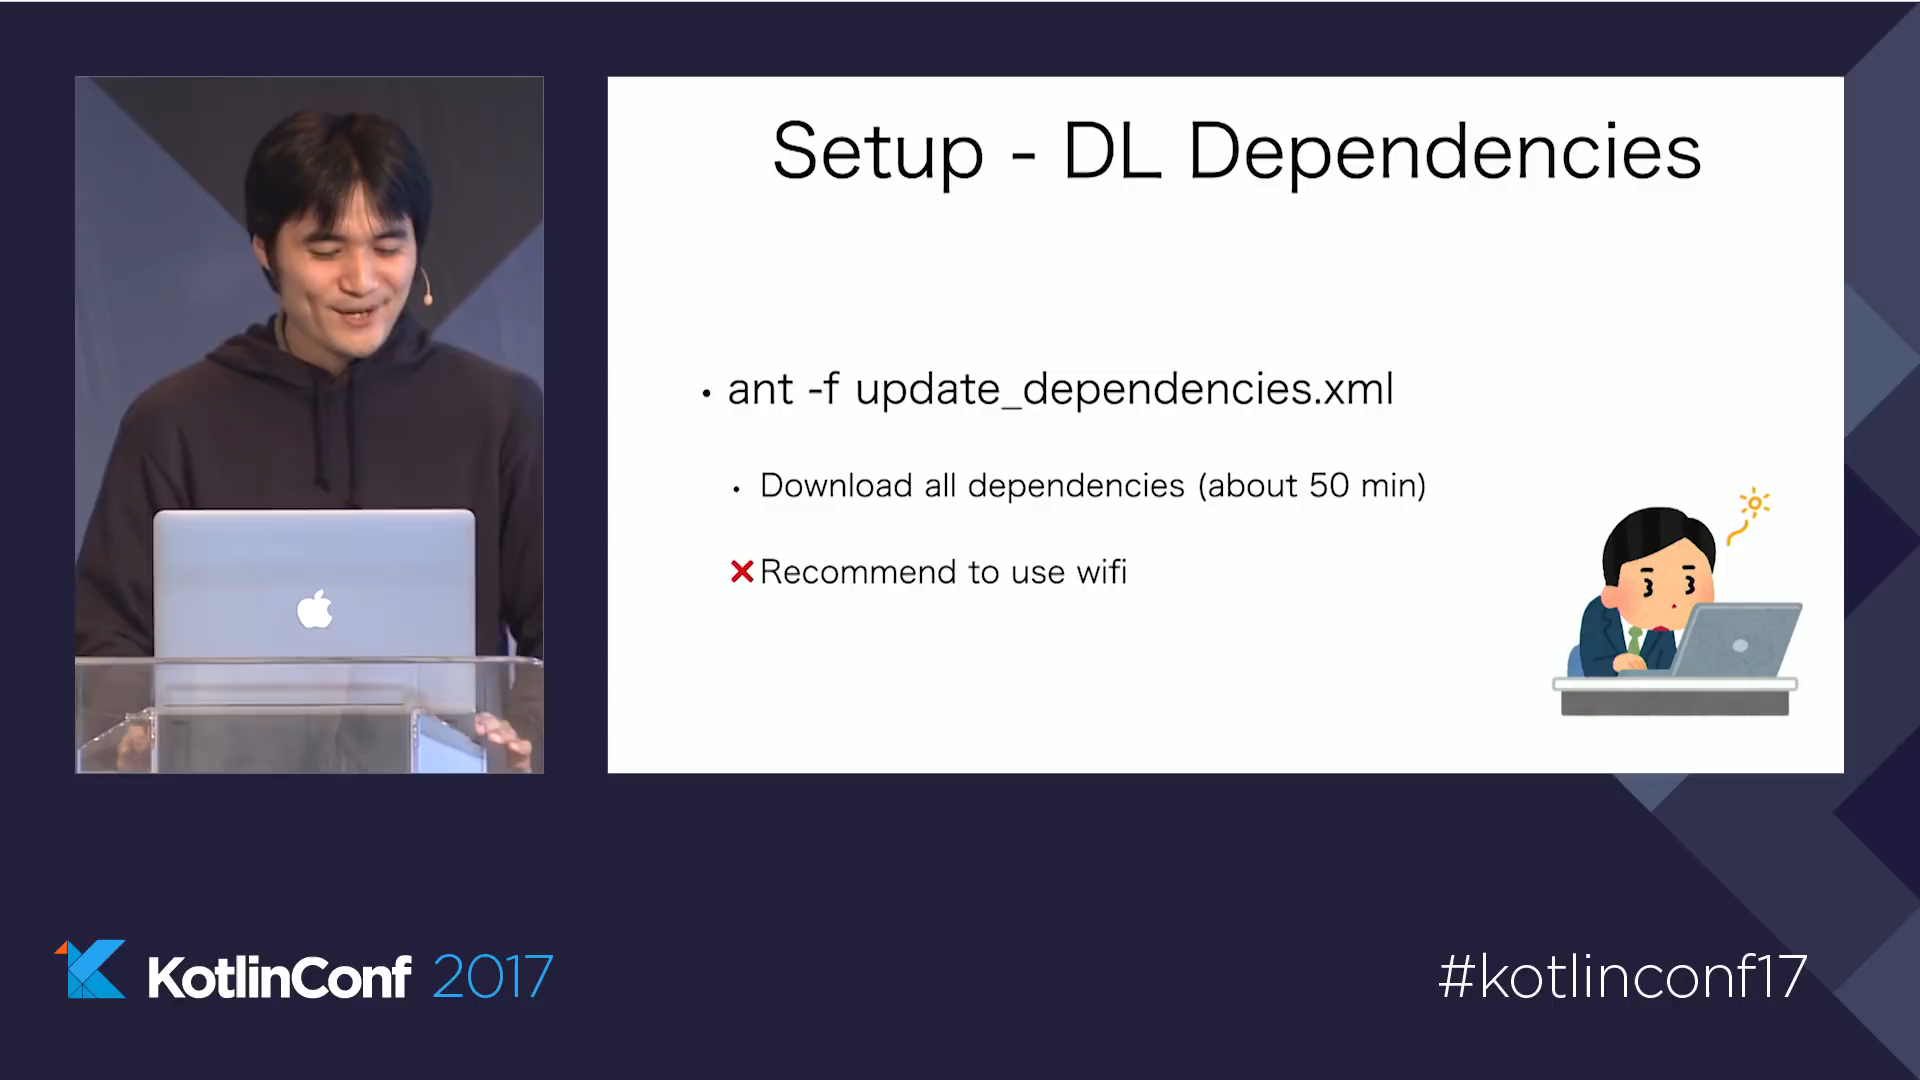 Setup - DL Dependencies
• ant -f update_dependencies.xml
• Download all dependencies (about 50 min)
❌Recommend to use wifi
KotlinConf 2017
#kotlinconf17